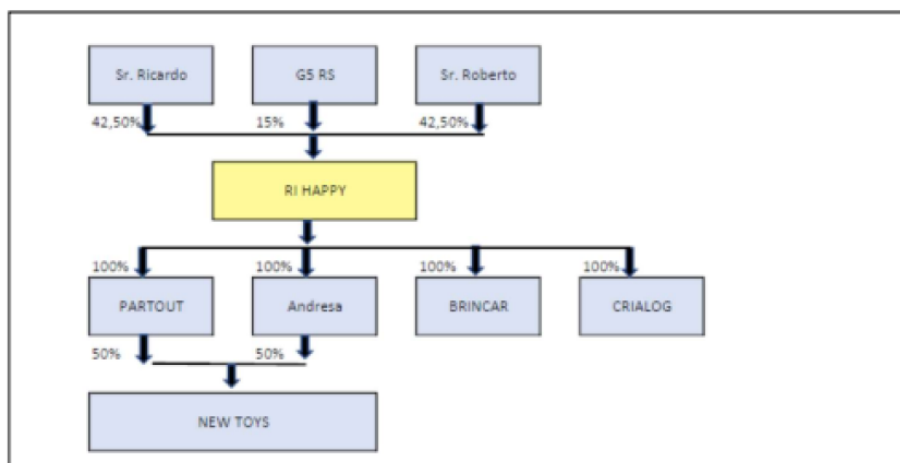 Sr. Ricardo
G5 RS
Sr. Roberto
42,50%
15%
42,50%
RI HAPPY
100%
100%
100%
100%
PARTOUT
Andresa
BRINCAR
CRIALOG
50%
50%
NEW TOYS